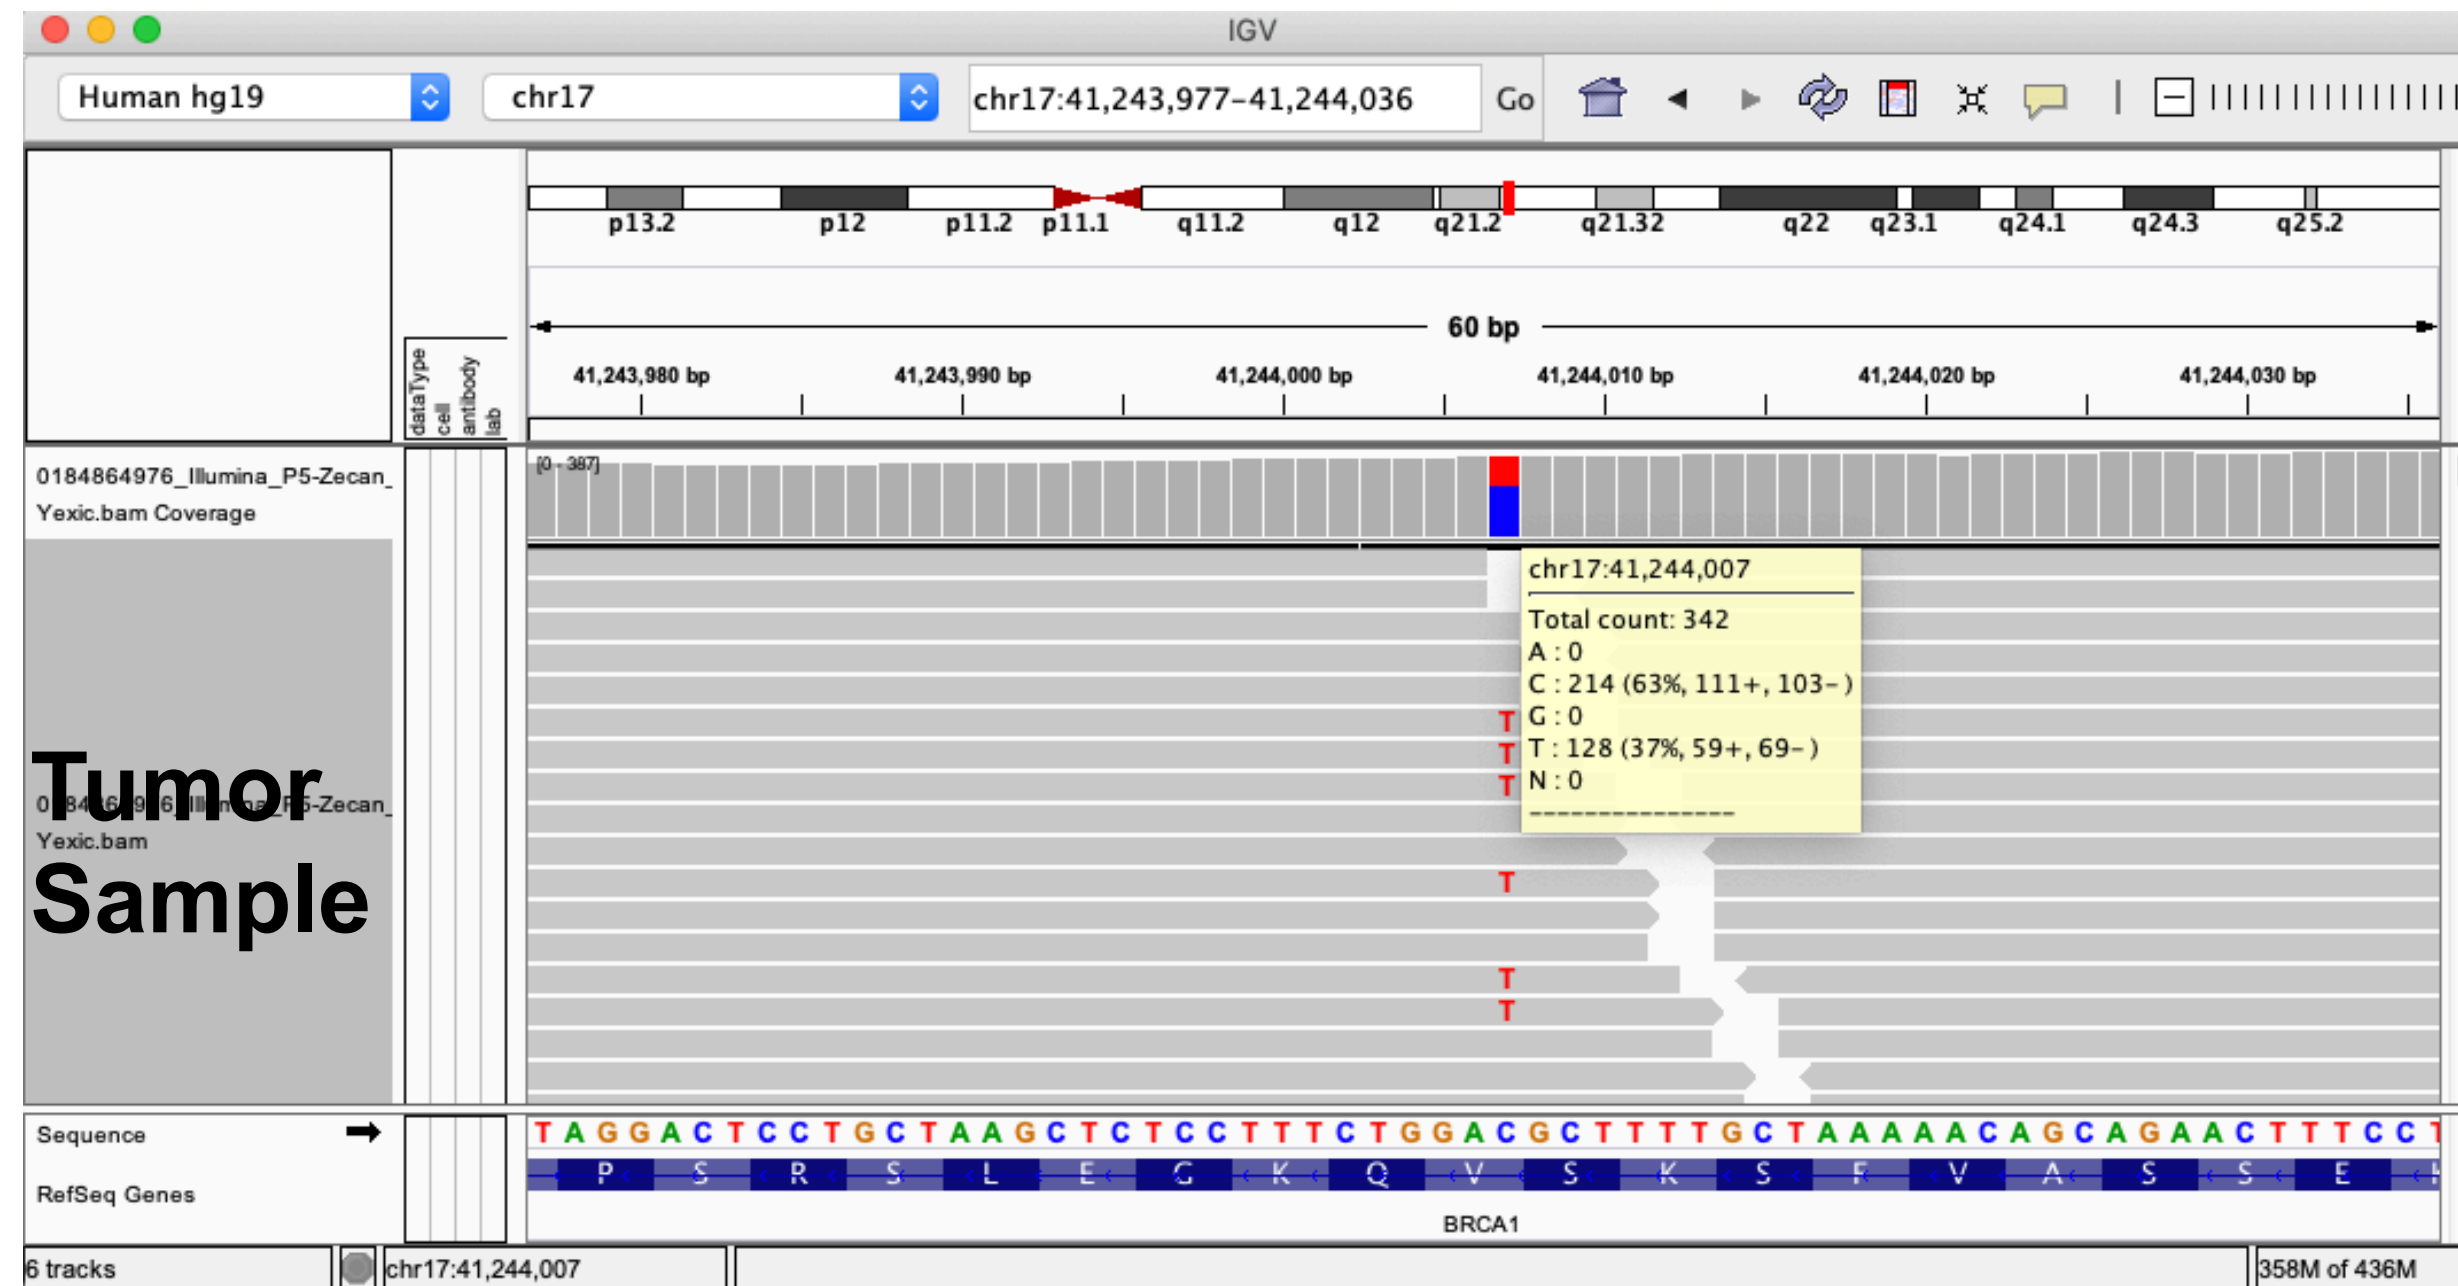 IGV
Human hg19 chr17 chr17:41,243,977-41,244,036 Go
p13.2 p12 p11.2 p11.1 q11.2 q12 q21.2 q21.32 q22 q23.1 q24.1 q24.3 q25.2
60 bp
41,243,980 bp 41,243,990 bp 41,244,000 bp 41,244,010 bp 41,244,020 bp 41,244,030 bp
dataType
cell
antibody
lab
[0 - 387]
0184864976_Illumina_P5-Zecan_
Yexic.bam Coverage
chr17:41,244,007
Total count: 342
A : 0
C : 214 (63%, 111+, 103- )
G : 0
T : 128 (37%, 59+, 69- )
N : 0
---------------
T
T
T
T
T
T
Tumor
Yexic.bam
Sample
Sequence T A G G A C T C C T G C T A A G C T C T C C T T T C T G G A C G C T T T T G C T A A A A A C A G C A G A A C T T T C C T
P S R S L E G K Q V S K S F V A S S E
RefSeq Genes
BRCA1
6 tracks chr17:41,244,007 358M of 436M